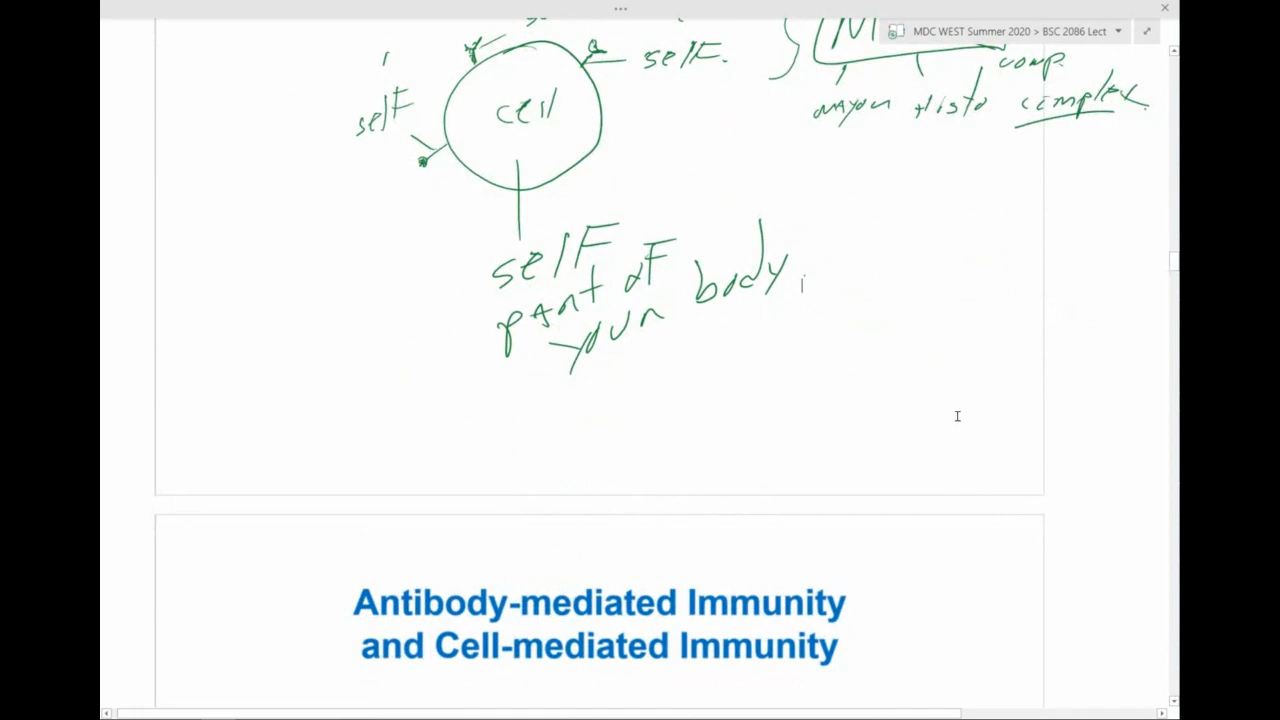 MDC WEST Summer 2020 > BSC 2086 Lect
self.
comp.
Histo complex.
self
cell
self
part of body
your
Antibody-mediated Immunity
and Cell-mediated Immunity